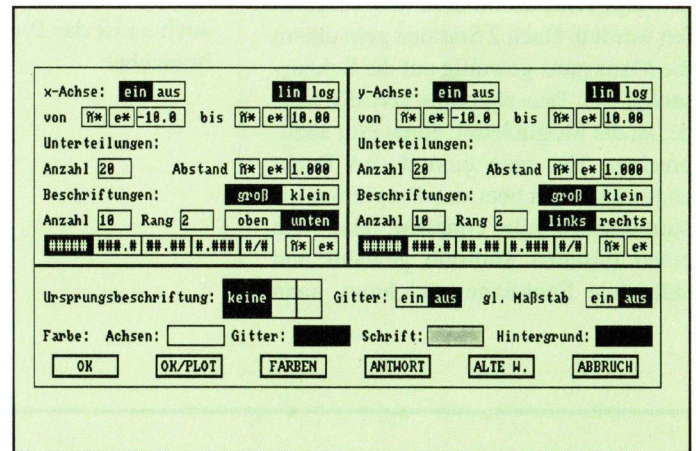 x-Achse: ein aus lin log
von π* e* -10.0 bis π* e* 10.00
Unterteilungen:
Anzahl 20 Abstand π* e* 1.000
Beschriftungen: groß klein
Anzahl 10 Rang 2 oben unten
##### ###.# ##.## #.### #/# π* e*
y-Achse: ein aus lin log
von π* e* -10.0 bis π* e* 10.00
Unterteilungen:
Anzahl 20 Abstand π* e* 1.000
Beschriftungen: groß klein
Anzahl 10 Rang 2 links rechts
##### ###.# ##.## #.### #/# π* e*
Ursprungsbeschriftung: keine Gitter: ein aus gl. Maßstab ein aus
Farbe: Achsen: Gitter: Schrift: Hintergrund:
OK OK/PLOT FARBEN ANTWORT ALTE W. ABBRUCH